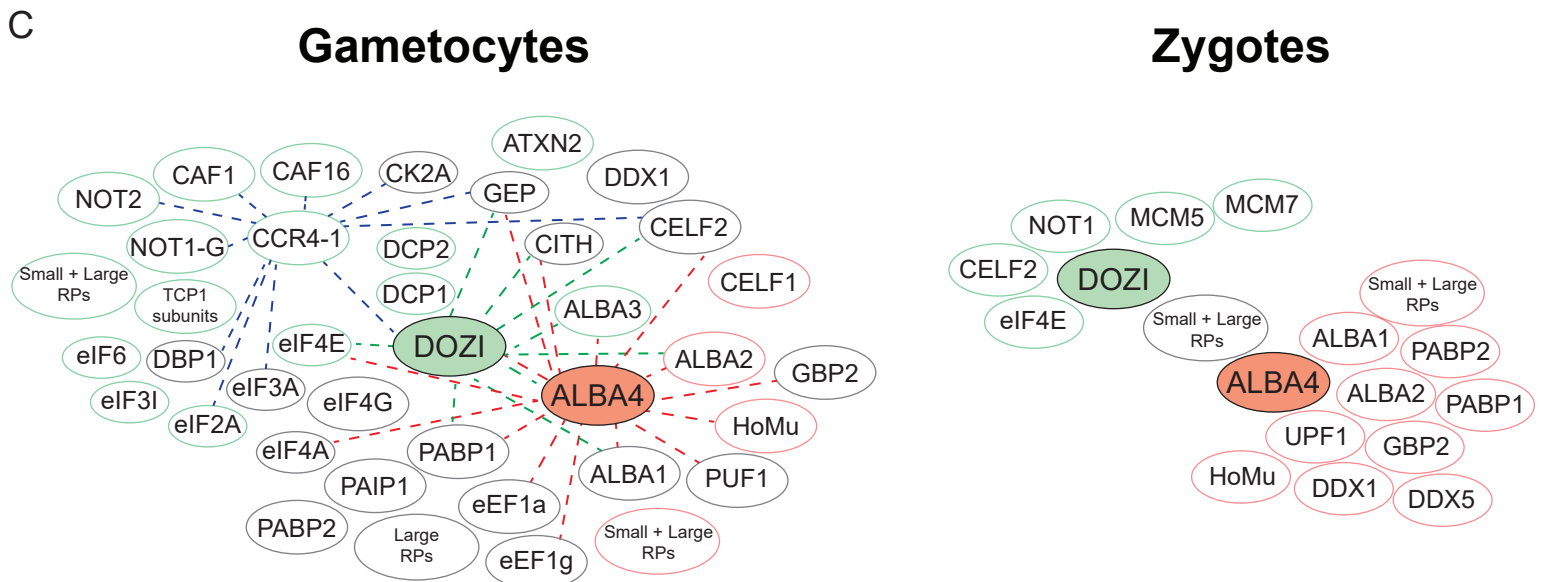 C
Gametocytes
Zygotes
ATXN2
CAF1
CAF16
CK2A
DDX1
NOT2
GEP
NOT1-G
CCR4-1
CELF2
DCP2
CITH
Small + Large
RPs
TCP1
subunits
DCP1
CELF1
ALBA3
eIF6
DBP1
eIF4E
DOZI
ALBA2
GBP2
eIF3I
eIF3A
eIF4G
ALBA4
eIF2A
HoMu
eIF4A
PABP1
ALBA1
PUF1
PAIP1
eEF1a
PABP2
Large
RPs
Small + Large
RPs
eEF1g
NOT1
MCM5
MCM7
CELF2
DOZI
eIF4E
Small + Large
RPs
Small + Large
RPs
ALBA1
PABP2
ALBA4
ALBA2
PABP1
UPF1
GBP2
HoMu
DDX1
DDX5